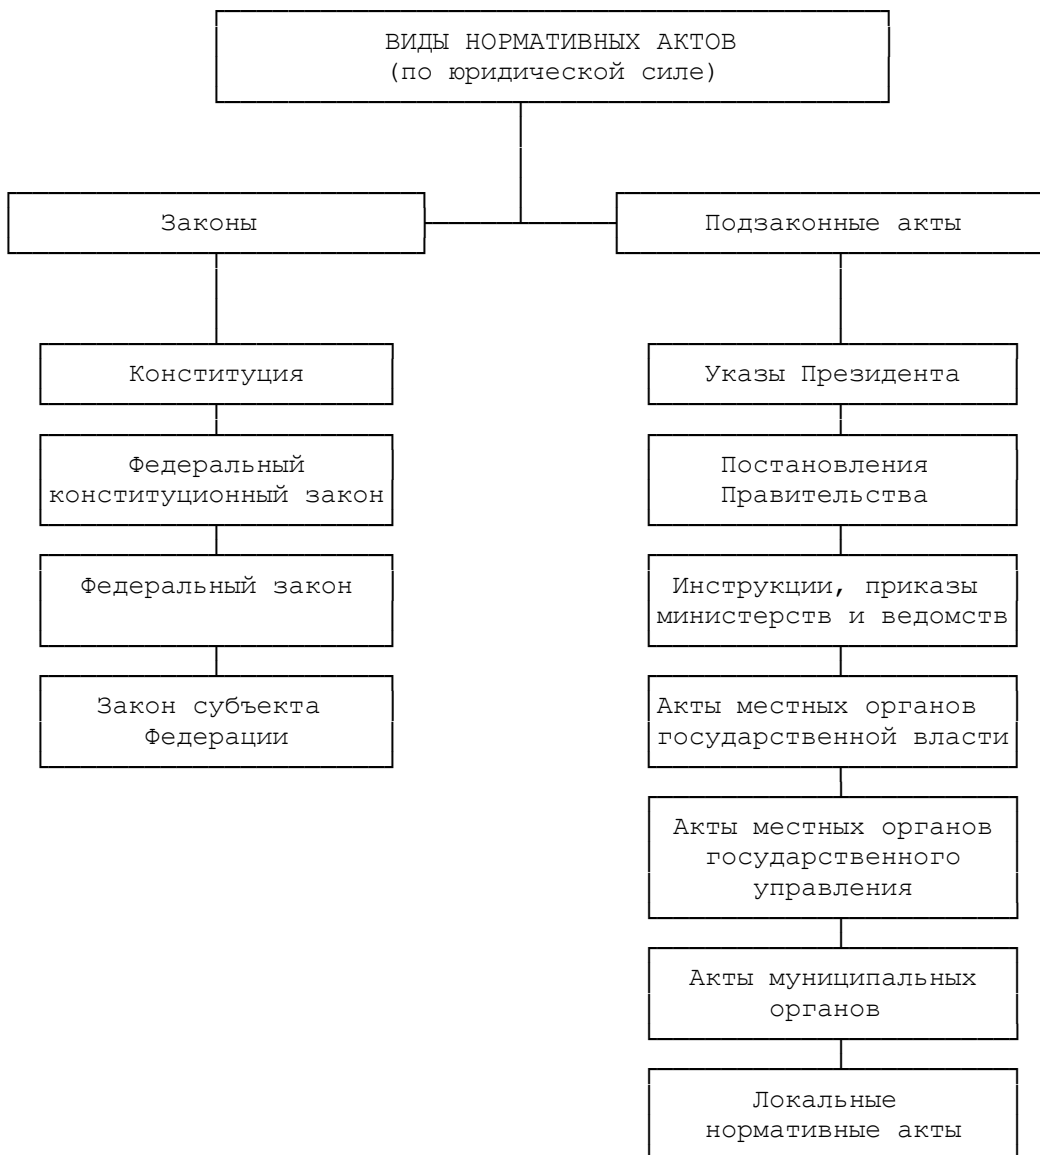 ВИДЫ НОРМАТИВНЫХ АКТОВ
(по юридической силе)
Законы
Подзаконные акты
Конституция
Федеральный
конституционный закон
Федеральный закон
Закон субъекта
Федерации
Указы Президента
Постановления
Правительства
Инструкции, приказы
министерств и ведомств
Акты местных органов
государственной власти
Акты местных органов
государственного
управления
Акты муниципальных
органов
Локальные
нормативные акты